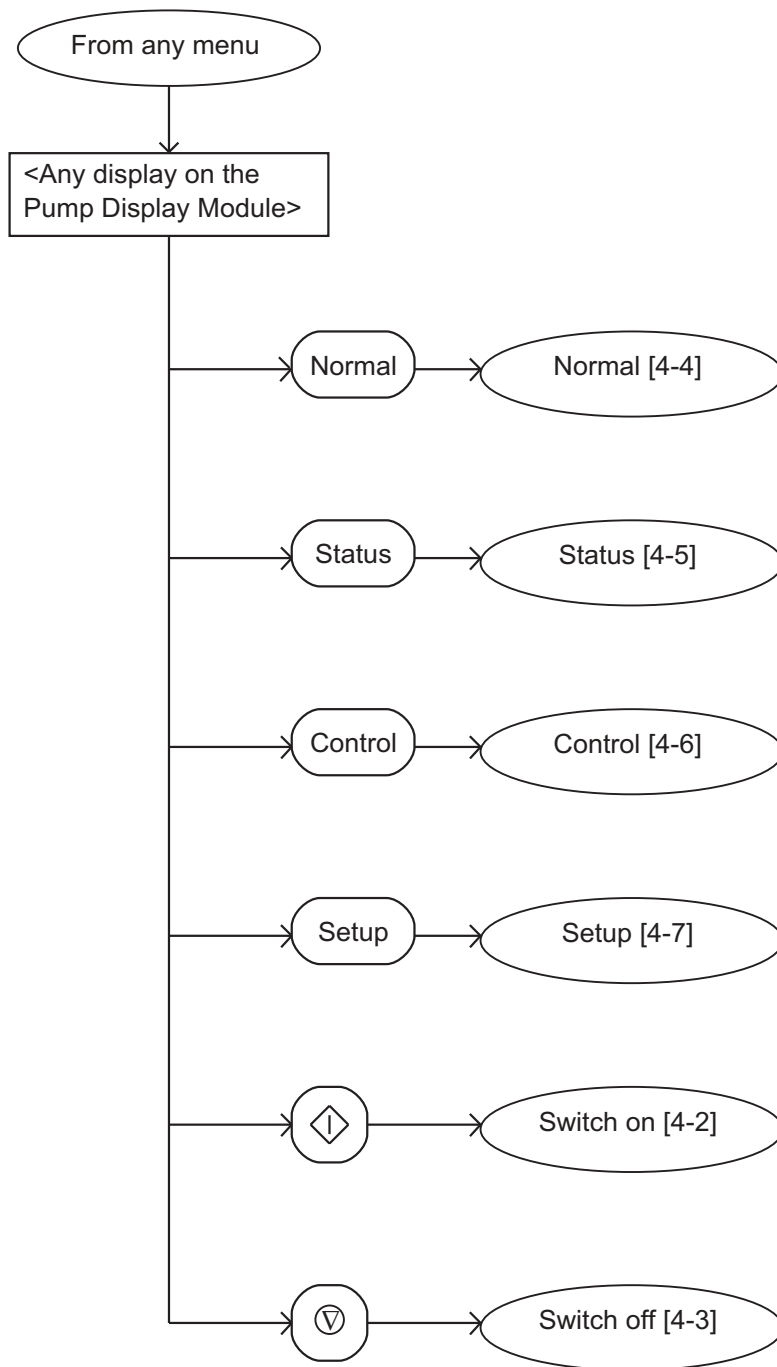 From any menu
<Any display on the
Pump Display Module>
Normal
Normal [4-4]
Status
Status [4-5]
Control
Control [4-6]
Setup
Setup [4-7]
Switch on [4-2]
Switch off [4-3]